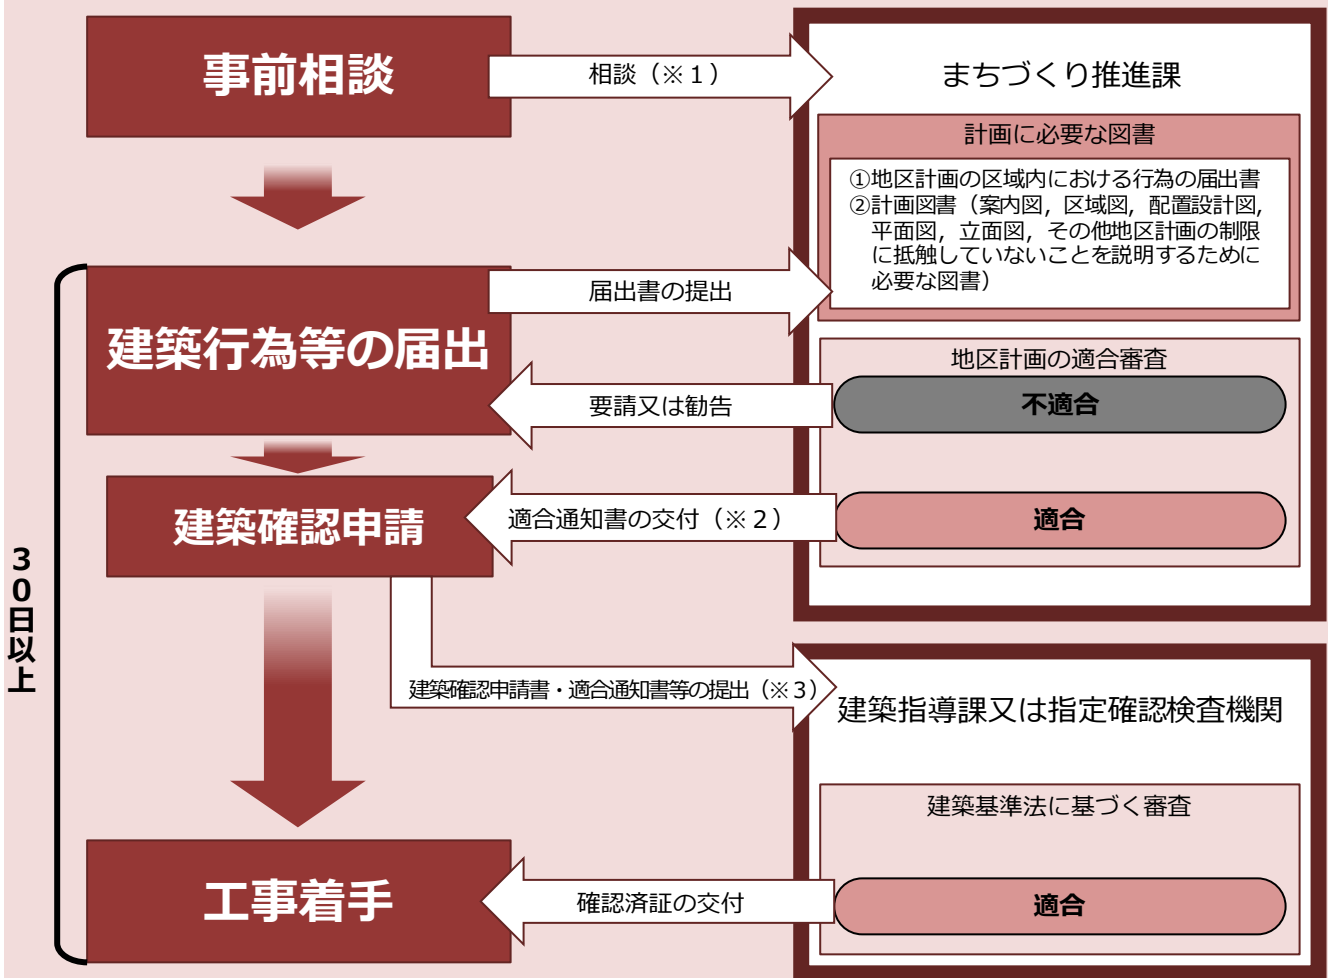 事前相談
相談（※１）
まちづくり推進課
計画に必要な図書
①地区計画の区域内における行為の届出書
②計画図書（案内図，区域図，配置設計図，
平面図，立面図，その他地区計画の制限
に抵触していないことを説明するために
必要な図書）
建築行為等の届出
届出書の提出
地区計画の適合審査
要請又は勧告
不適合
建築確認申請
適合通知書の交付（※２）
適合
30日以上
建築確認申請書・適合通知書等の提出（※３）
建築指導課又は指定確認検査機関
建築基準法に基づく審査
工事着手
確認済証の交付
適合